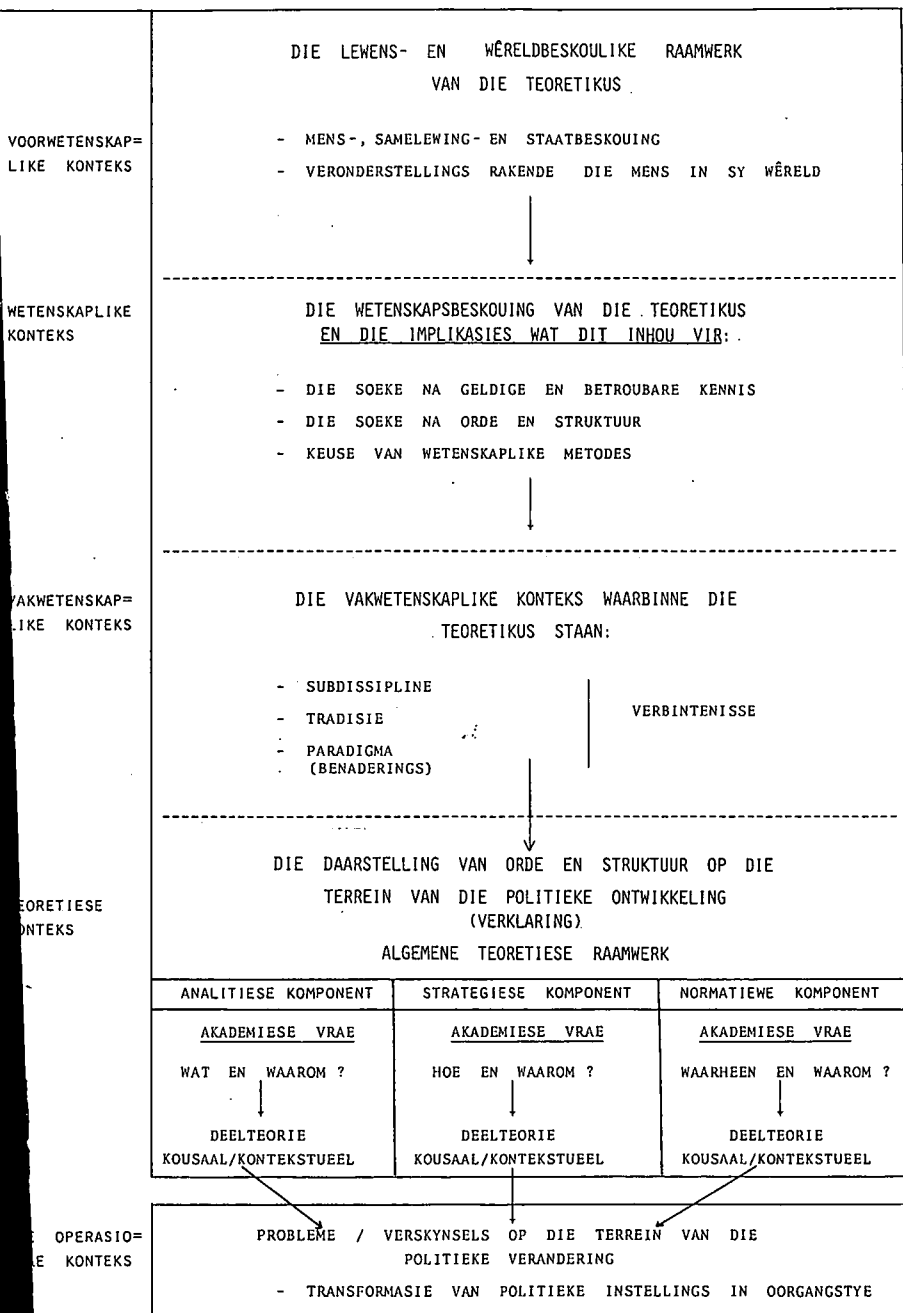 DIE LEWENS- EN WÊRELDBESKOULIKE RAAMWERK
VAN DIE TEORETIKUS
VOORWETENSKAP=
LIKE KONTEKS
- MENS-, SAMELEWING- EN STAATBESKOUING
- VERONDERSTELLINGS RAKENDE DIE MENS IN SY WÊRELD
WETENSKAPLIKE
KONTEKS
DIE WETENSKAPSBESKOUING VAN DIE TEORETIKUS
EN DIE IMPLIKASIES WAT DIT INHOU VIR:
- DIE SOEKE NA GELDIGE EN BETROUBARE KENNIS
- DIE SOEKE NA ORDE EN STRUKTUUR
- KEUSE VAN WETENSKAPLIKE METODES
VAKWETENSKAP=
LIKE KONTEKS
DIE VAKWETENSKAPLIKE KONTEKS WAARBINNE DIE
TEORETIKUS STAAN:
- SUBDISSIPLINE
- TRADISIE
- PARADIGMA
(BENADERINGS)
VERBINTENISSE
EORETIESE
ONTEKS
DIE DAARSTELLING VAN ORDE EN STRUKTUUR OP DIE
TERREIN VAN DIE POLITIEKE ONTWIKKELING
(VERKLARING)
ALGEMENE TEORETIESE RAAMWERK
ANALITIESE KOMPONENT
AKADEMIESE VRAE
WAT EN WAAROM ?
DEELTEORIE
KOUSAAL/KONTEKSTUEEL
STRATEGIESE KOMPONENT
AKADEMIESE VRAE
HOE EN WAAROM ?
DEELTEORIE
KOUSAAL/KONTEKSTUEEL
NORMATIEWE KOMPONENT
AKADEMIESE VRAE
WAARHEEN EN WAAROM ?
DEELTEORIE
KOUSAAL/KONTEKSTUEEL
E OPERASIO=
E KONTEKS
PROBLEME / VERSKYNSELS OP DIE TERREIN VAN DIE
POLITIEKE VERANDERING
- TRANSFORMASIE VAN POLITIEKE INSTELLINGS IN OORGANGSTYE